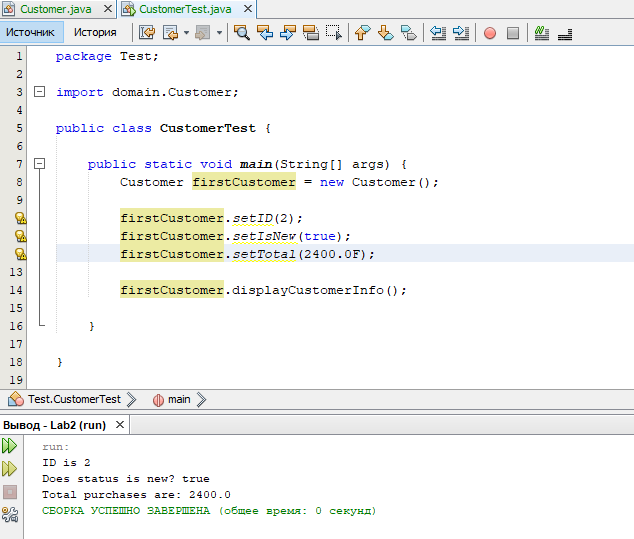 Customer.java CustomerTest.java
Источник История
1 package Test;
2
3 import domain.Customer;
4
5 public class CustomerTest {
6
7 public static void main(String[] args) {
8 Customer firstCustomer = new Customer();
9
firstCustomer.setID(2);
firstCustomer.setIsNew(true);
firstCustomer.setTotal(2400.0F);
13
14 firstCustomer.displayCustomerInfo();
15
16 }
17
18 }
19
Test.CustomerTest main
Вывод - Lab2 (run)
run:
ID is 2
Does status is new? true
Total purchases are: 2400.0
СБОРКА УСПЕШНО ЗАВЕРШЕНА (общее время: 0 секунд)